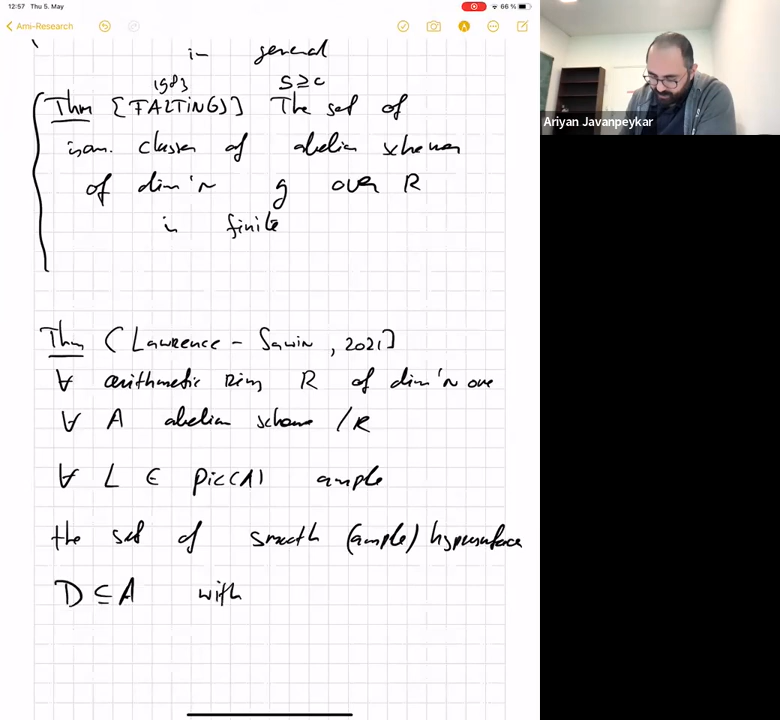 12:57 Thu 5. May
66 %
Ami-Research
in general
1983 S ≥ C
Thm [FALTINGS] The set of
isom. classes of abelian schemes
of dim'n g over R
is finite
Thm (Lawrence - Sawin, 2021]
∀ arithmetic ring R of dim'n one
∀ A abelian scheme /R
∀ L ∈ Pic(A) ample
the set of smooth (ample) hypersurfaces
D ⊆ A with
Ariyan Javanpeykar